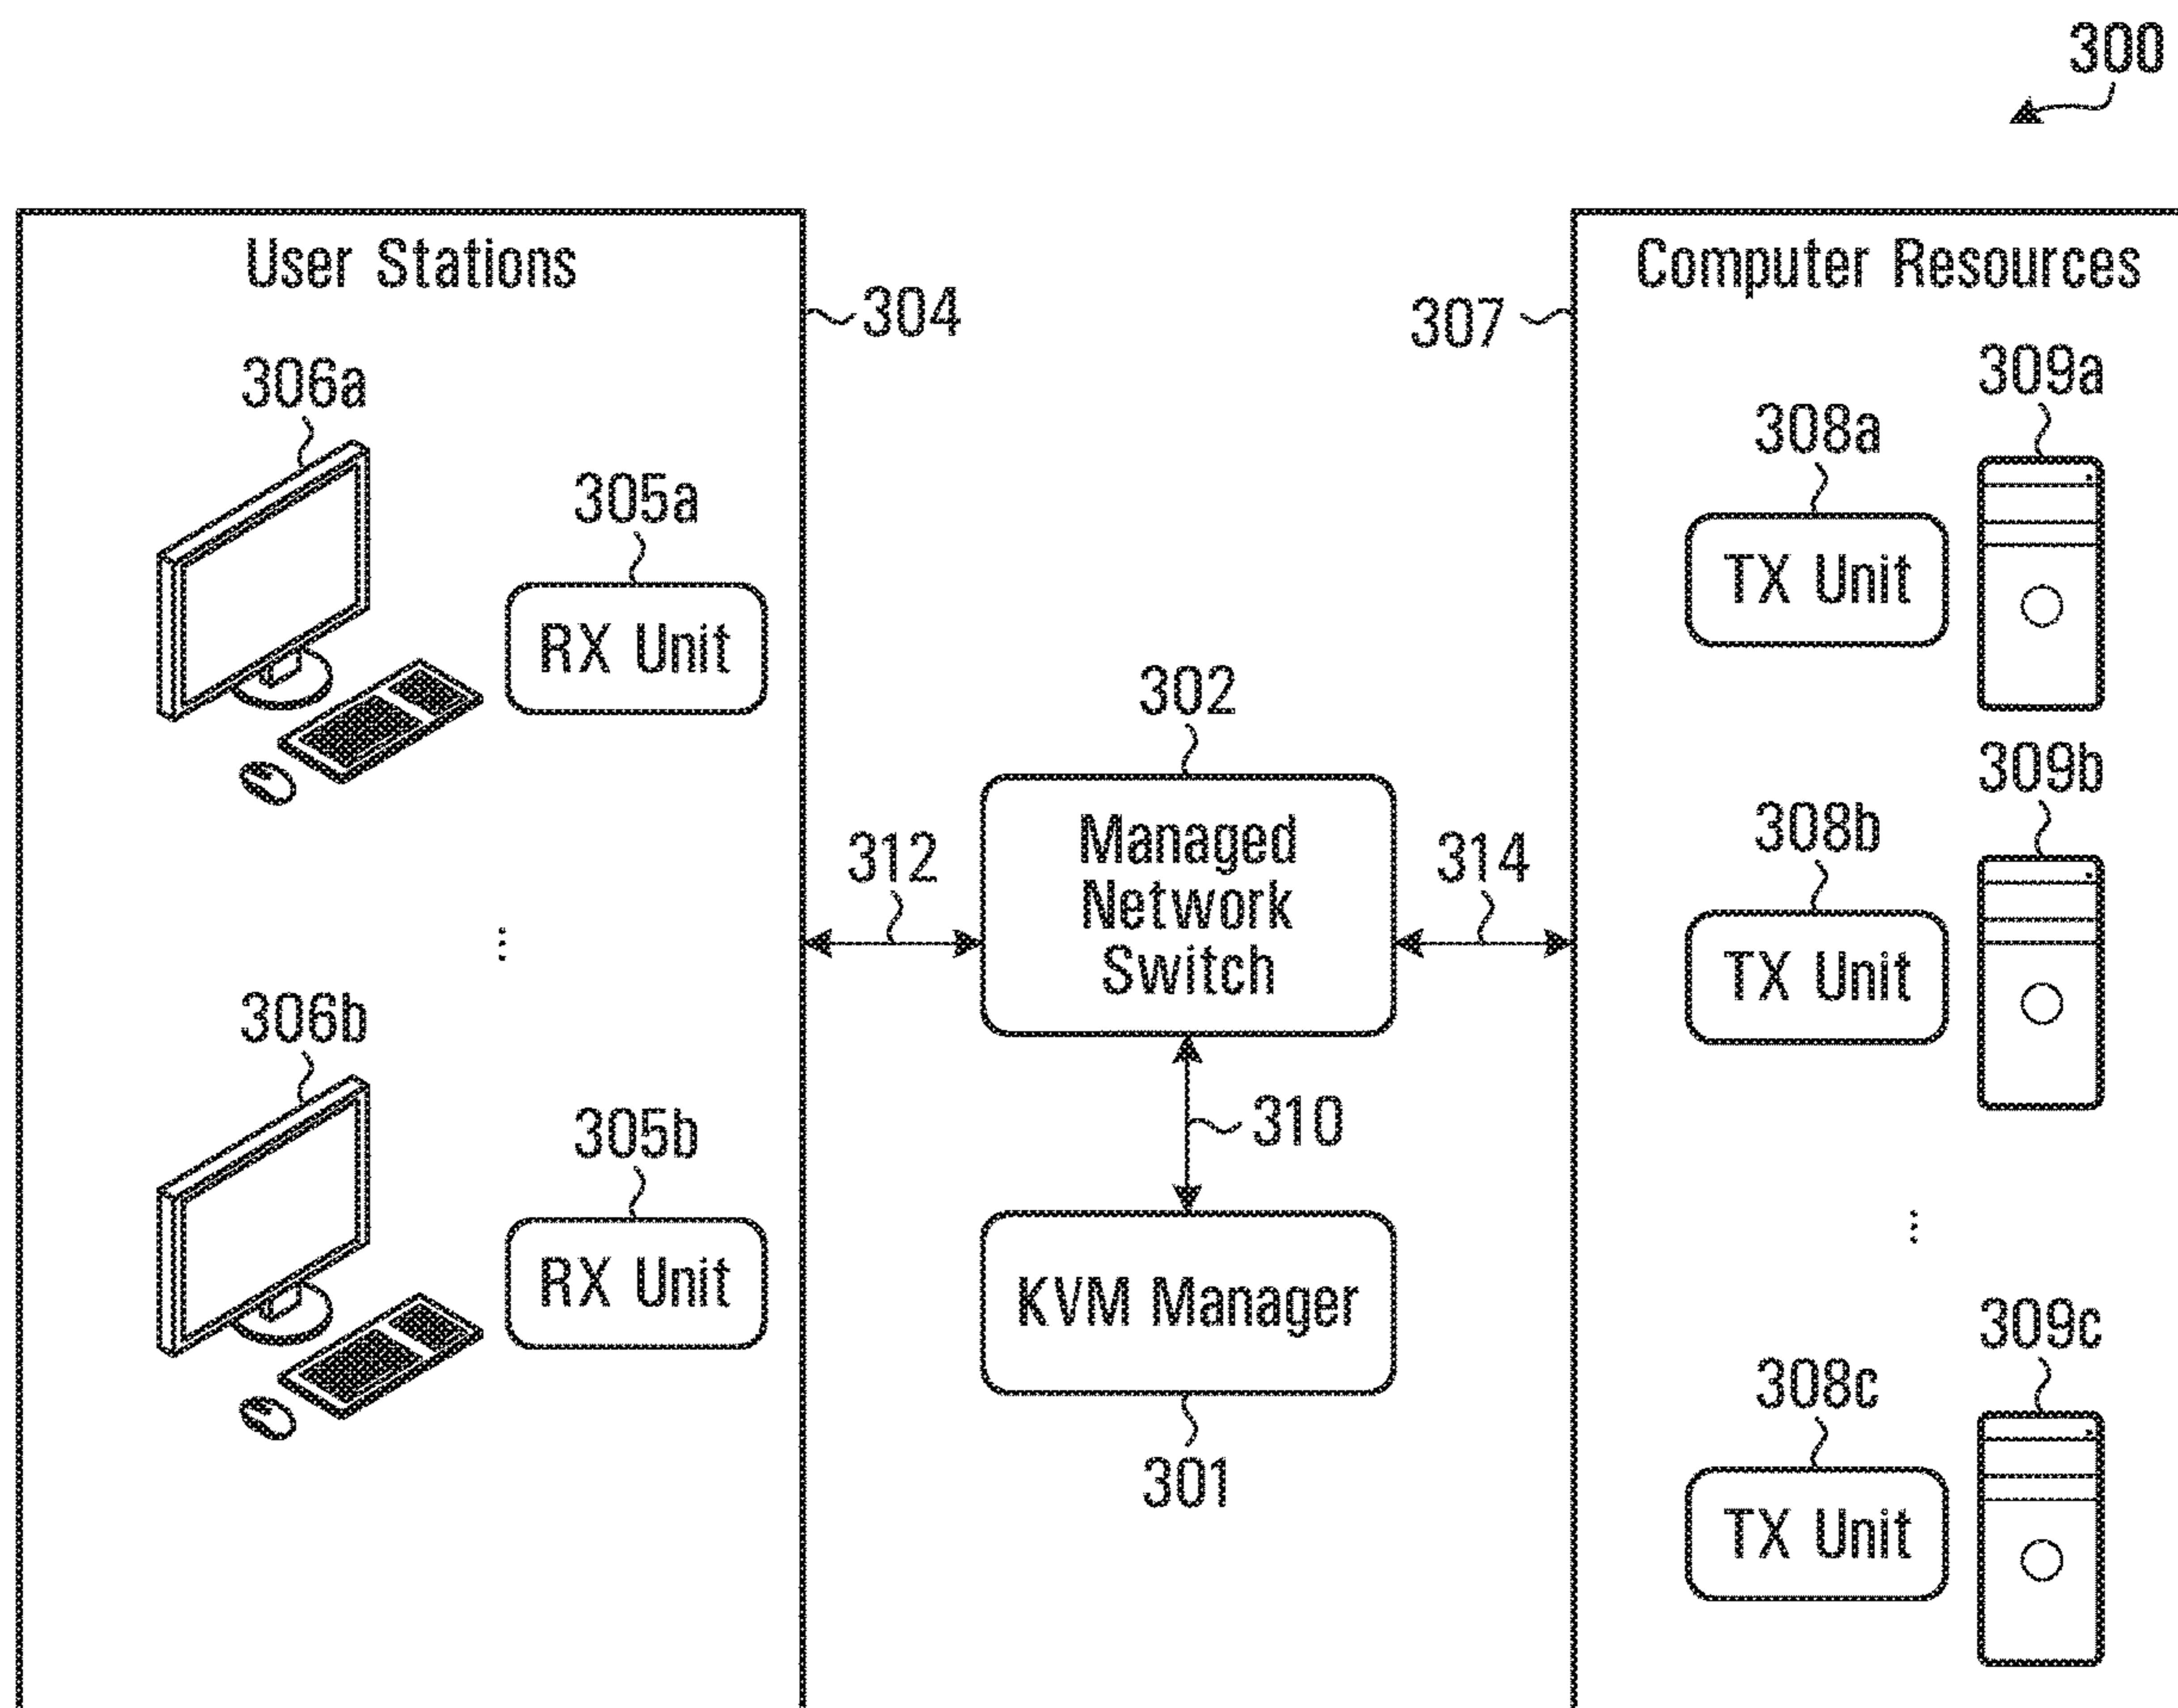 300
User Stations
304
306a
305a
RX Unit
306b
305b
RX Unit
302
Managed
Network
Switch
312
314
310
KVM Manager
301
307
Computer Resources
309a
308a
TX Unit
309b
308b
TX Unit
309c
308c
TX Unit